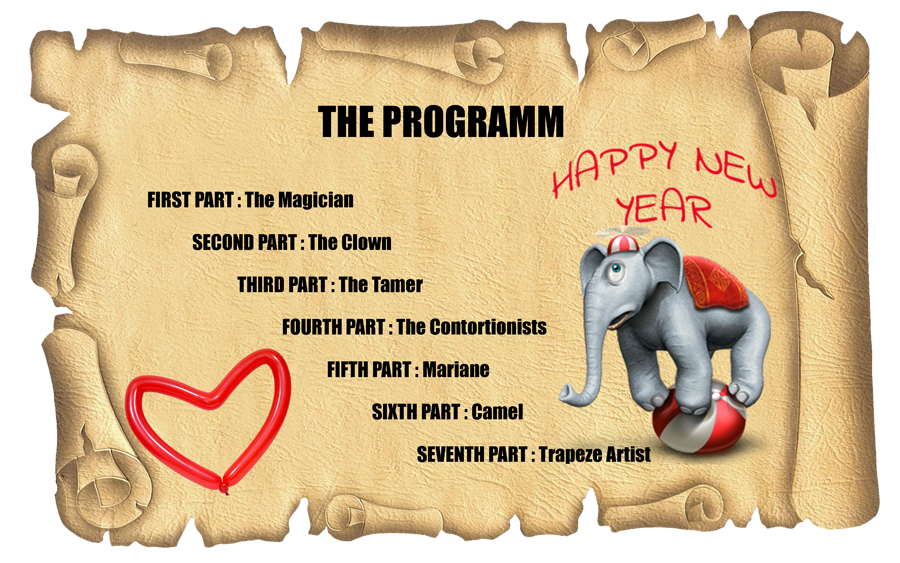 THE PROGRAMM
HAPPY NEW
YEAR
FIRST PART : The Magician
SECOND PART : The Clown
THIRD PART : The Tamer
FOURTH PART : The Contortionists
FIFTH PART : Mariane
SIXTH PART : Camel
SEVENTH PART : Trapeze Artist